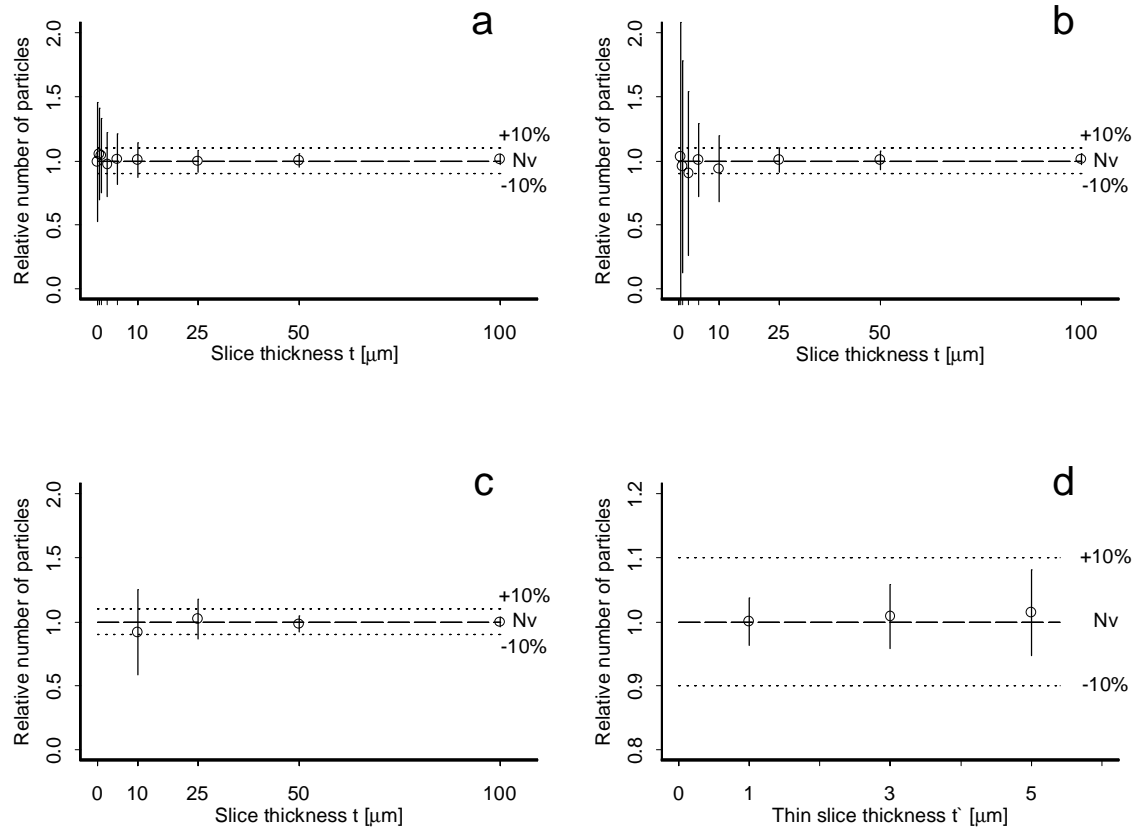 a
Relative number of particles
2.0
1.5
1.0
0.5
0.0
+10%
Nv
-10%
0 10 25 50 100
Slice thickness t [μm]
b
Relative number of particles
2.0
1.5
1.0
0.5
0.0
+10%
Nv
-10%
0 10 25 50 100
Slice thickness t [μm]
c
Relative number of particles
2.0
1.5
1.0
0.5
0.0
+10%
Nv
-10%
0 10 25 50 100
Slice thickness t [μm]
d
Relative number of particles
1.2
1.1
1.0
0.9
0.8
+10%
Nv
-10%
0 1 3 5
Thin slice thickness t` [μm]